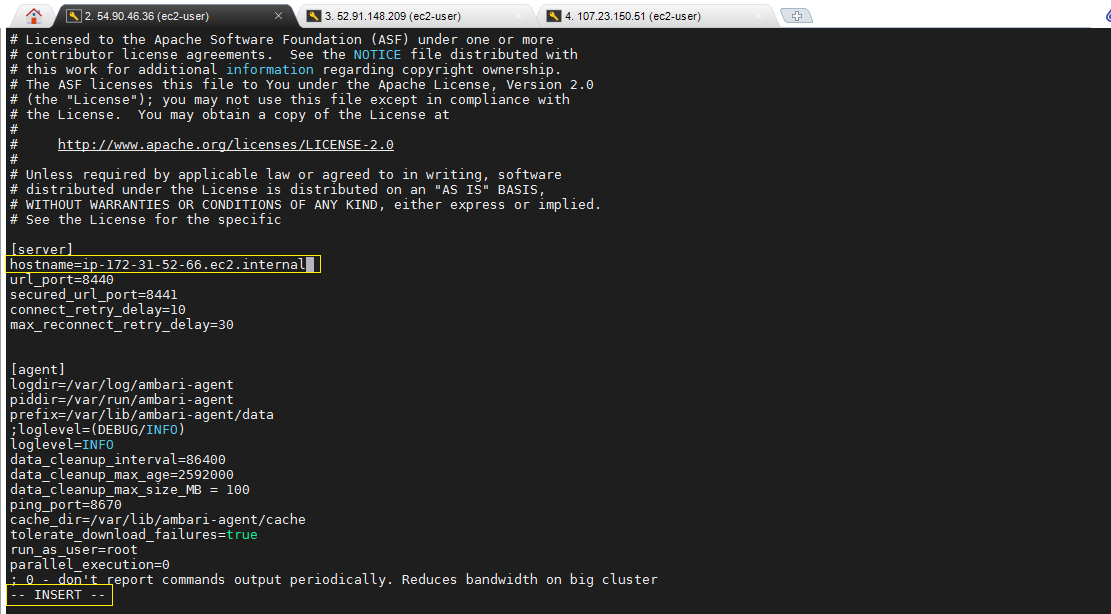 2. 54.90.46.36 (ec2-user)
3. 52.91.148.209 (ec2-user)
4. 107.23.150.51 (ec2-user)
# Licensed to the Apache Software Foundation (ASF) under one or more
# contributor license agreements.  See the NOTICE file distributed with
# this work for additional information regarding copyright ownership.
# The ASF licenses this file to You under the Apache License, Version 2.0
# (the "License"); you may not use this file except in compliance with
# the License.  You may obtain a copy of the License at
#
#     http://www.apache.org/licenses/LICENSE-2.0
#
# Unless required by applicable law or agreed to in writing, software
# distributed under the License is distributed on an "AS IS" BASIS,
# WITHOUT WARRANTIES OR CONDITIONS OF ANY KIND, either express or implied.
# See the License for the specific
[server]
hostname=ip-172-31-52-66.ec2.internal
url_port=8440
secured_url_port=8441
connect_retry_delay=10
max_reconnect_retry_delay=30
[agent]
logdir=/var/log/ambari-agent
piddir=/var/run/ambari-agent
prefix=/var/lib/ambari-agent/data
;loglevel=(DEBUG/INFO)
loglevel=INFO
data_cleanup_interval=86400
data_cleanup_max_age=2592000
data_cleanup_max_size_MB = 100
ping_port=8670
cache_dir=/var/lib/ambari-agent/cache
tolerate_download_failures=true
run_as_user=root
parallel_execution=0
; 0 - don't report commands output periodically. Reduces bandwidth on big cluster
-- INSERT --